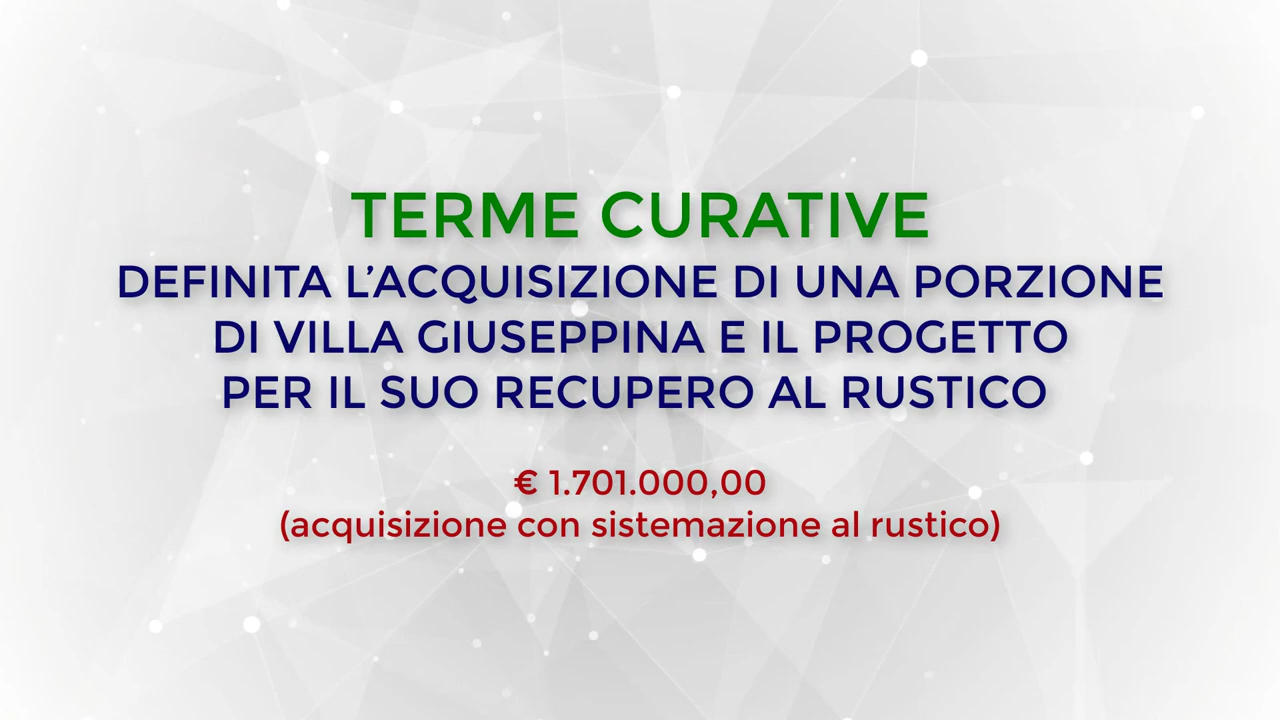 TERME CURATIVE
DEFINITA L’ACQUISIZIONE DI UNA PORZIONE
DI VILLA GIUSEPPINA E IL PROGETTO
PER IL SUO RECUPERO AL RUSTICO
€ 1.701.000,00
(acquisizione con sistemazione al rustico)